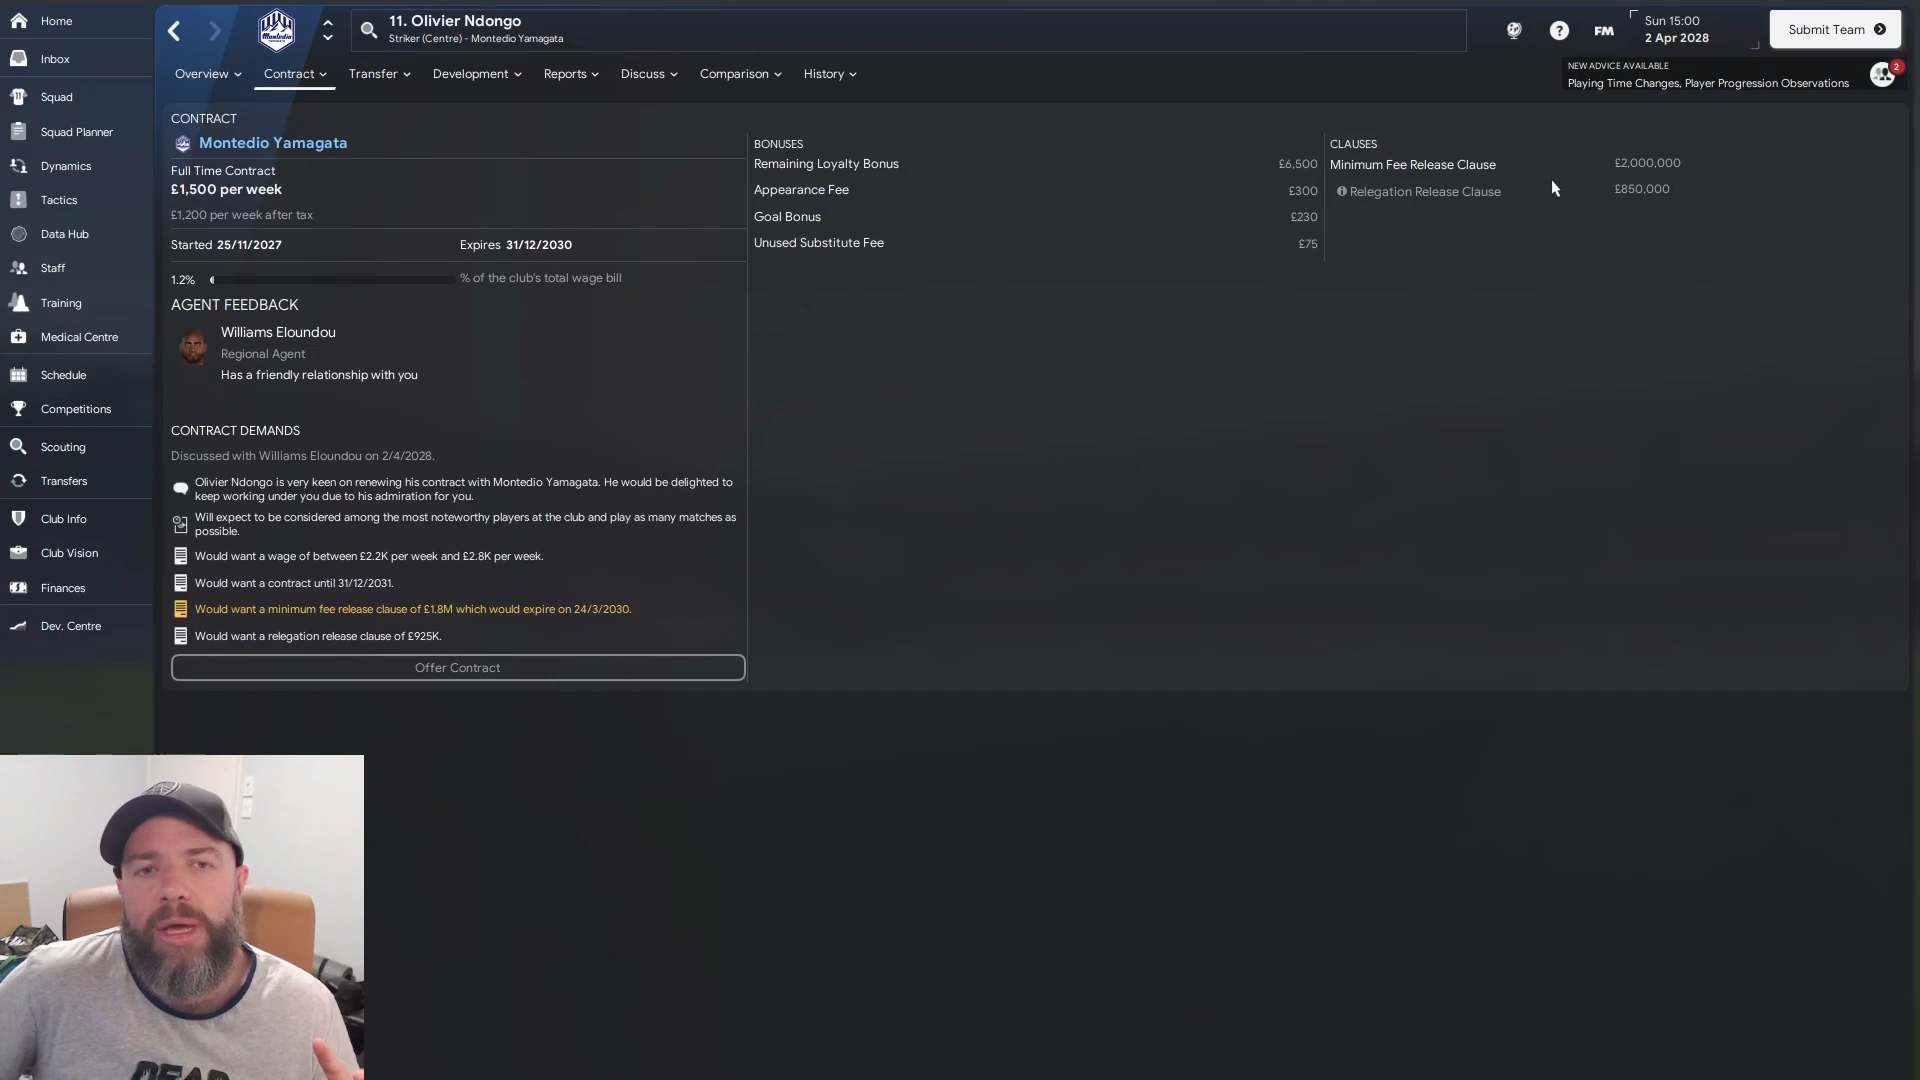 Home
Inbox
Squad
Squad Planner
Dynamics
Tactics
Data Hub
Staff
Training
Medical Centre
Schedule
Competitions
Scouting
Transfers
Club Info
Club Vision
Finances
Dev. Centre
11. Olivier Ndongo
Striker (Centre) - Montedio Yamagata
FM
Sun 15:00
2 Apr 2028
Submit Team
Overview
Contract
Transfer
Development
Reports
Discuss
Comparison
History
NEW ADVICE AVAILABLE
Playing Time Changes, Player Progression Observations
2
CONTRACT
Montedio Yamagata
Full Time Contract
£1,500 per week
£1,200 per week after tax
Started 25/11/2027
Expires 31/12/2030
1.2%
% of the club's total wage bill
AGENT FEEDBACK
Williams Eloundou
Regional Agent
Has a friendly relationship with you
CONTRACT DEMANDS
Discussed with Williams Eloundou on 2/4/2028.
Olivier Ndongo is very keen on renewing his contract with Montedio Yamagata. He would be delighted to
keep working under you due to his admiration for you.
Will expect to be considered among the most noteworthy players at the club and play as many matches as
possible.
Would want a wage of between £2.2K per week and £2.8K per week.
Would want a contract until 31/12/2031.
Would want a minimum fee release clause of £1.8M which would expire on 24/3/2030.
Would want a relegation release clause of £925K.
Offer Contract
BONUSES
Remaining Loyalty Bonus £6,500
Appearance Fee £300
Goal Bonus £230
Unused Substitute Fee £75
CLAUSES
Minimum Fee Release Clause £2,000,000
Relegation Release Clause £850,000